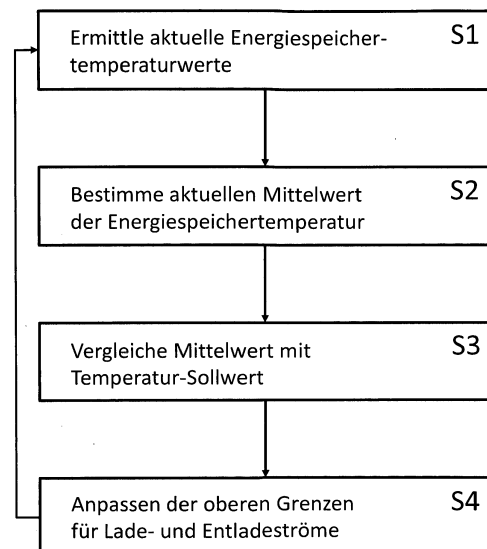 Ermittle aktuelle Energiespeicher- S1
temperaturwerte
Bestimme aktuellen Mittelwert S2
der Energiespeichertemperatur
Vergleiche Mittelwert mit S3
Temperatur-Sollwert
Anpassen der oberen Grenzen S4
für Lade- und Entladeströme